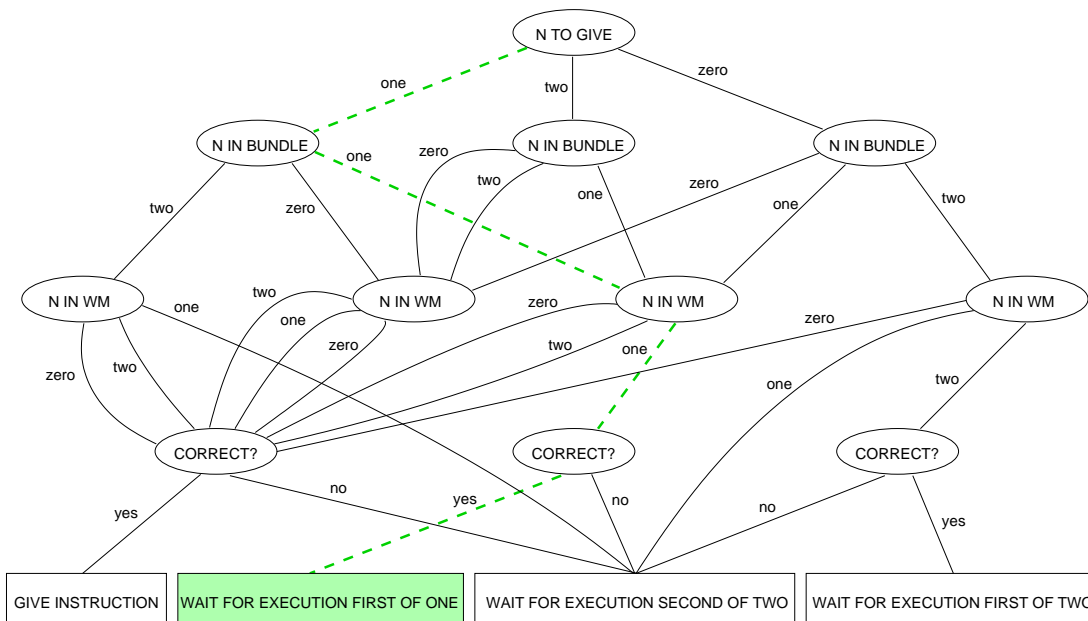 N TO GIVE
one
two
zero
N IN BUNDLE
one
zero
N IN BUNDLE
N IN BUNDLE
two
zero
two
one
zero
one
two
N IN WM
one
two
N IN WM
zero
N IN WM
zero
N IN WM
zero
two
one
zero
two
one
one
two
CORRECT?
CORRECT?
CORRECT?
yes
no
yes
no
no
yes
GIVE INSTRUCTION
WAIT FOR EXECUTION FIRST OF ONE
WAIT FOR EXECUTION SECOND OF TWO
WAIT FOR EXECUTION FIRST OF TWO